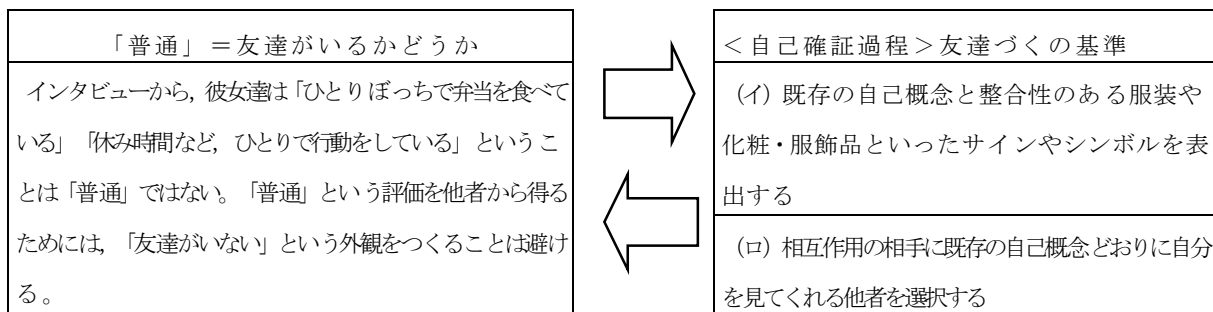 「普通」＝友達がいるかどうか
インタビューから，彼女達は「ひとりぼっちで弁当を食べて
いる」「休み時間など，ひとりで行動をしている」というこ
とは「普通」ではない。「普通」という評価を他者から得る
ためには，「友達がいない」という外観をつくることは避け
る。
＜自己確証過程＞友達づくの基準
（イ）既存の自己概念と整合性のある服装や
化粧・服飾品といったサインやシンボルを表
出する
（ロ）相互作用の相手に既存の自己概念どおりに自分
を見てくれる他者を選択する